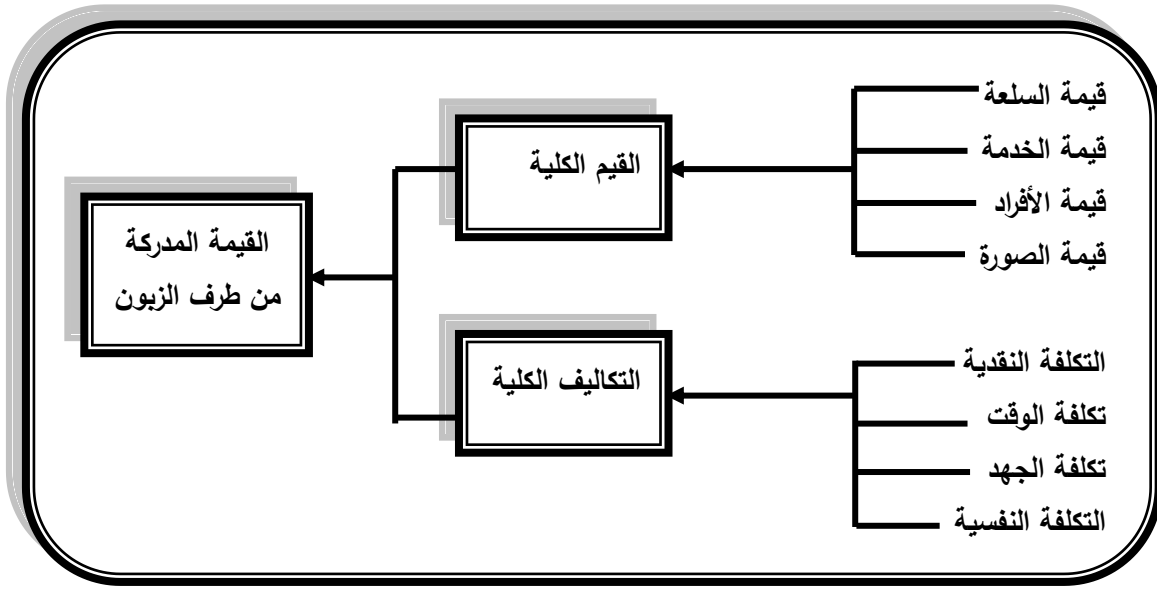 قيمة السلعة
قيمة الخدمة
قيمة الأفراد
قيمة الصورة
القيم الكلية
القيمة المدركة
من طرف الزبون
التكاليف الكلية
التكلفة النقدية
تكلفة الوقت
تكلفة الجهد
التكلفة النفسية